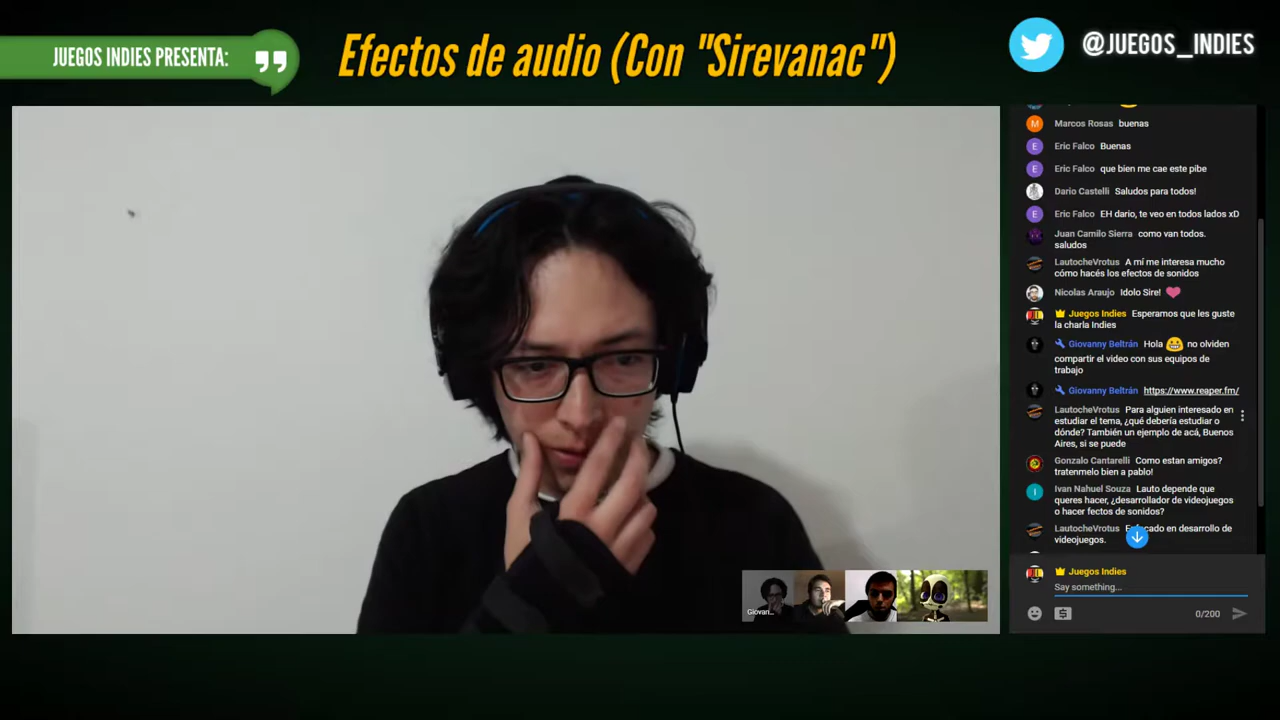 JUEGOS INDIES PRESENTA:
Efectos de audio (Con "Sirevanac")
@JUEGOS_INDIES
Marcos Rosas buenas
Eric Falco Buenas
Eric Falco que bien me cae este pibe
Dario Castelli Saludos para todos!
Eric Falco EH dario, te veo en todos lados xD
Juan Camilo Sierra como van todos.
saludos
LautocheVrotus A mí me interesa mucho
cómo hacés los efectos de sonidos
Nicolas Araujo Idolo Sire!
Juegos Indies Esperamos que les guste
la charla Indies
Giovanny Beltrán Hola no olviden
compartir el video con sus equipos de
trabajo
Giovanny Beltrán https://www.reaper.fm/
LautocheVrotus Para alguien interesado en
estudiar el tema, ¿qué debería estudiar o
dónde? También un ejemplo de acá, Buenos
Aires, si se puede
Gonzalo Cantarelli Como estan amigos?
tratenmelo bien a pablo!
Ivan Nahuel Souza Lauto depende que
queres hacer, ¿desarrollador de videojuegos
o hacer fectos de sonidos?
LautocheVrotus de desarrollo de
videojuegos.
Juegos Indies
Say something...
0/200
Giovan...